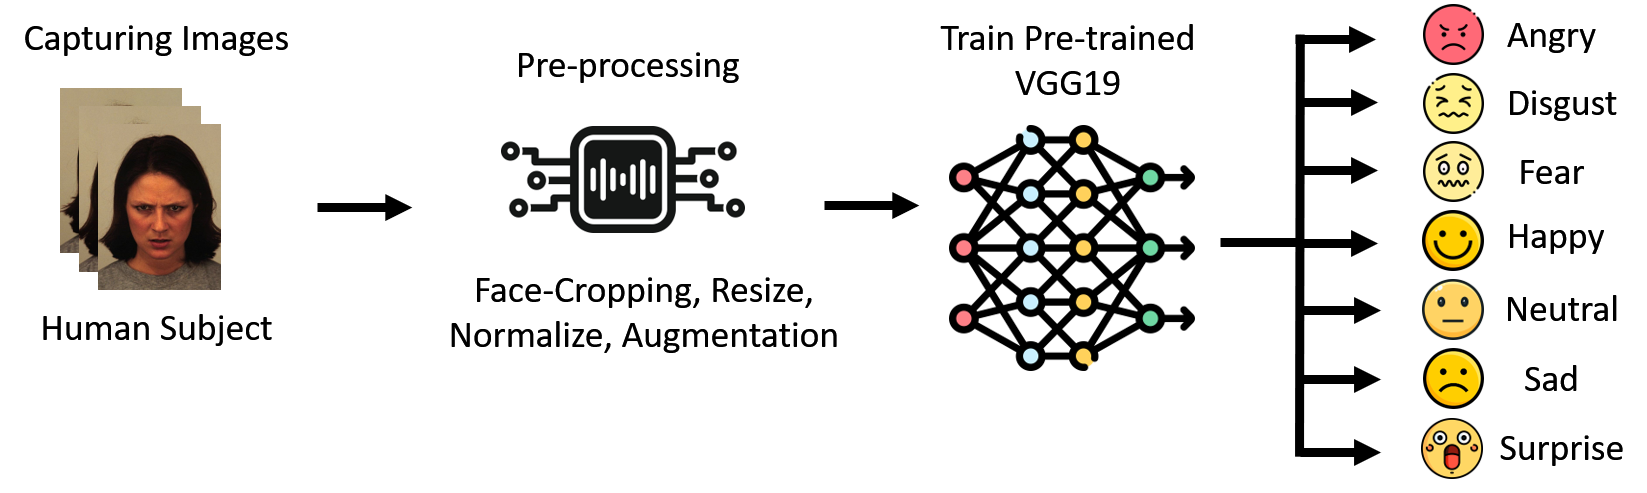 Capturing Images
Human Subject
Pre-processing
Face-Cropping, Resize,
Normalize, Augmentation
Train Pre-trained
VGG19
Angry
Disgust
Fear
Happy
Neutral
Sad
Surprise